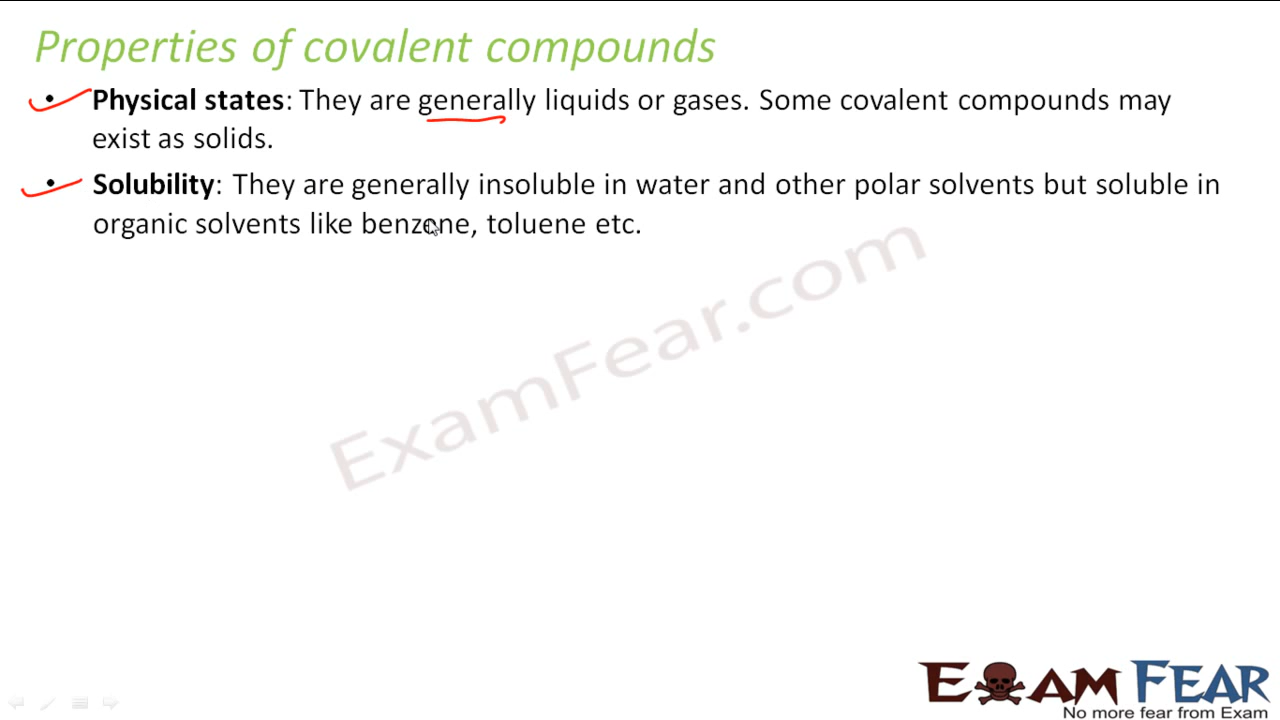 Properties of covalent compounds
• Physical states: They are generally liquids or gases. Some covalent compounds may
exist as solids.
• Solubility: They are generally insoluble in water and other polar solvents but soluble in
organic solvents like benzene, toluene etc.
ExamFear.com
EXAM FEAR
No more fear from Exam